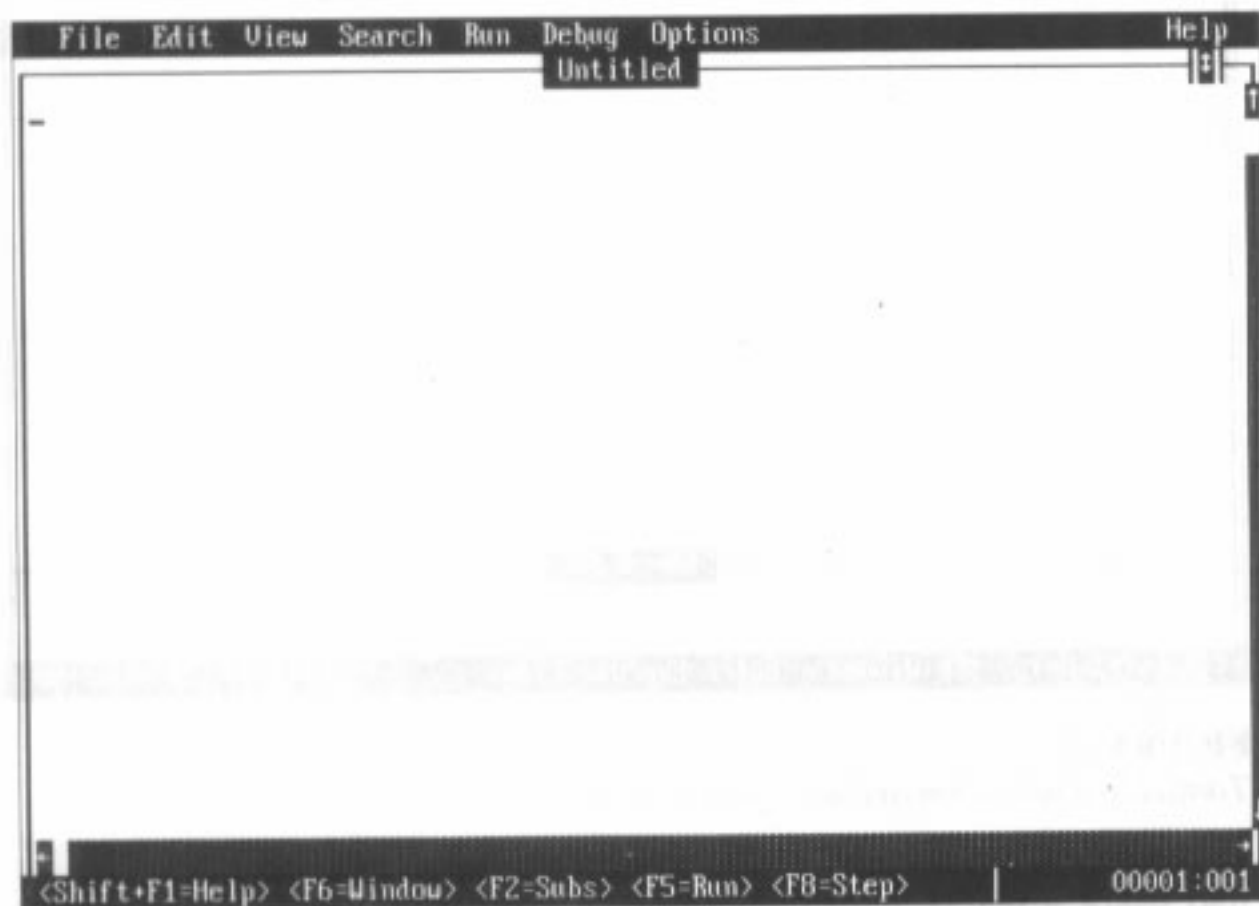 File Edit View Search Run Debug Options Help
Untitled
<Shift+F1=Help> <F6=Window> <F2=Subs> <F5=Run> <F8=Step> 00001:001